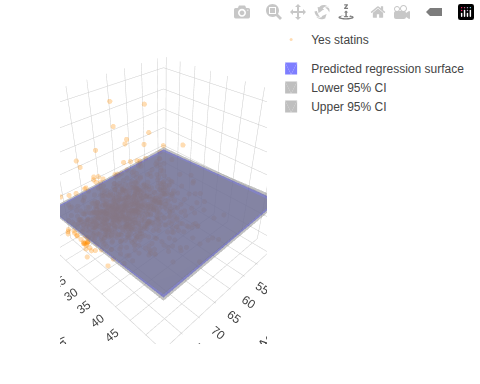 z
Yes statins
Predicted regression surface
Lower 95% CI
Upper 95% CI
30
35
40
45
55
60
65
70